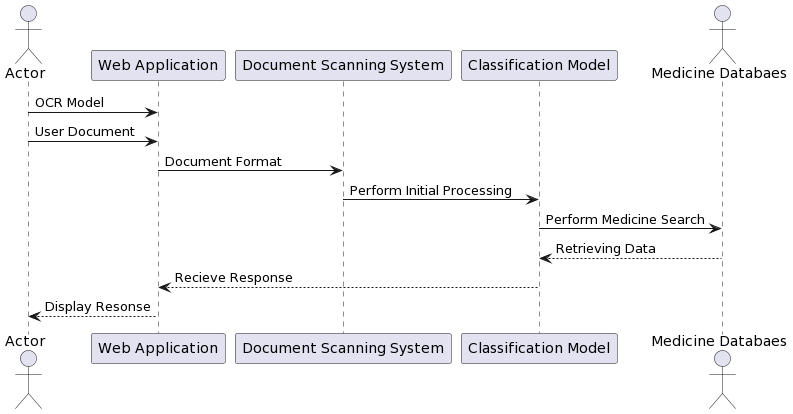 Actor
Web Application
Document Scanning System
Classification Model
Medicine Databaes
OCR Model
User Document
Document Format
Perform Initial Processing
Perform Medicine Search
Retrieving Data
Recieve Response
Display Resonse
Actor
Web Application
Document Scanning System
Classification Model
Medicine Databaes